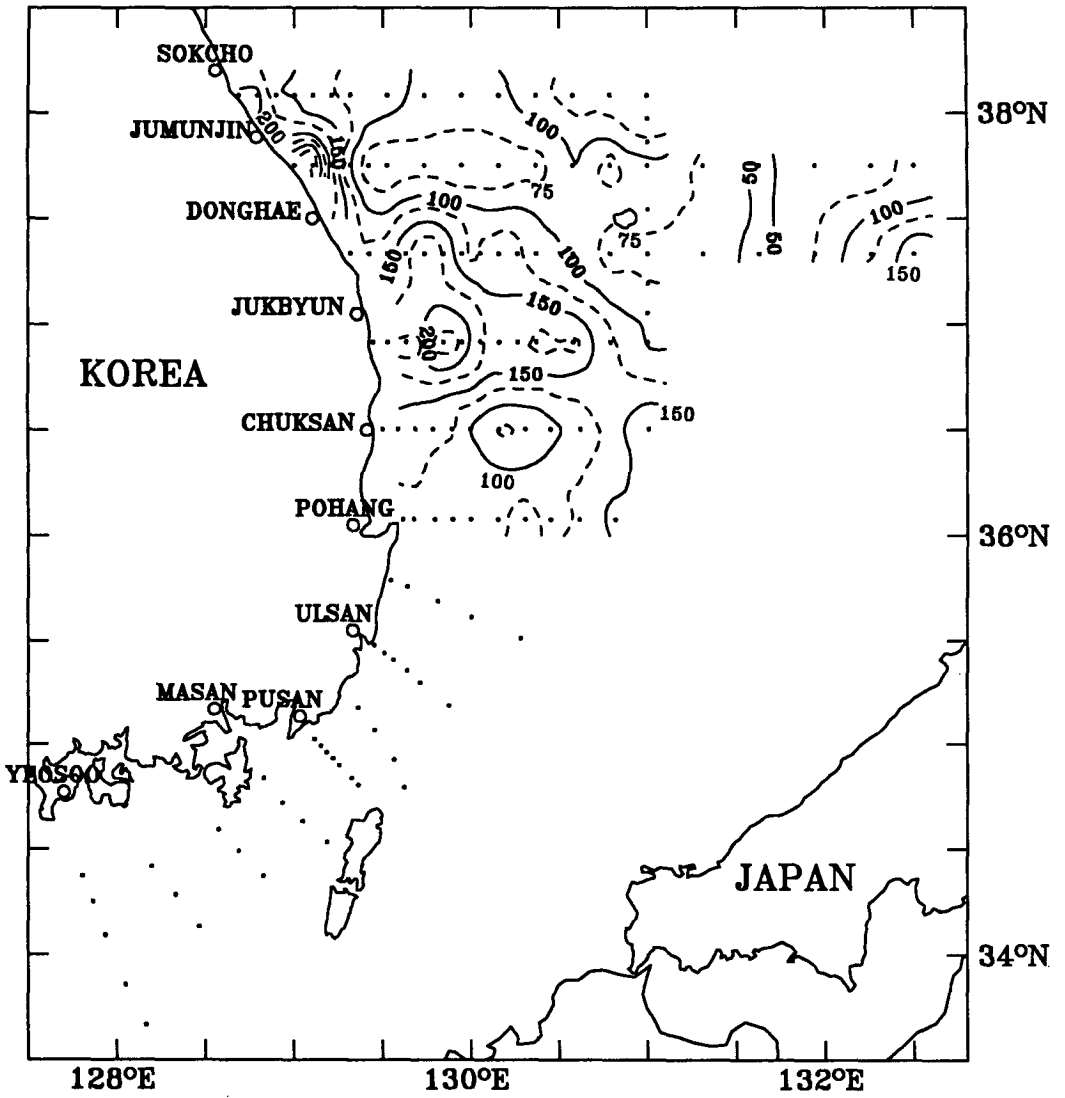 SOKCHO
38°N
200
100
JUMUNJIN
150
75
50
DONGHAE
100
100
75
50
100
150
150
JUKBYUN
150
200
KOREA
150
CHUKSAN
150
100
POHANG
36°N
ULSAN
MASAN
PUSAN
YEOSOO
JAPAN
34°N
128°E
130°E
132°E